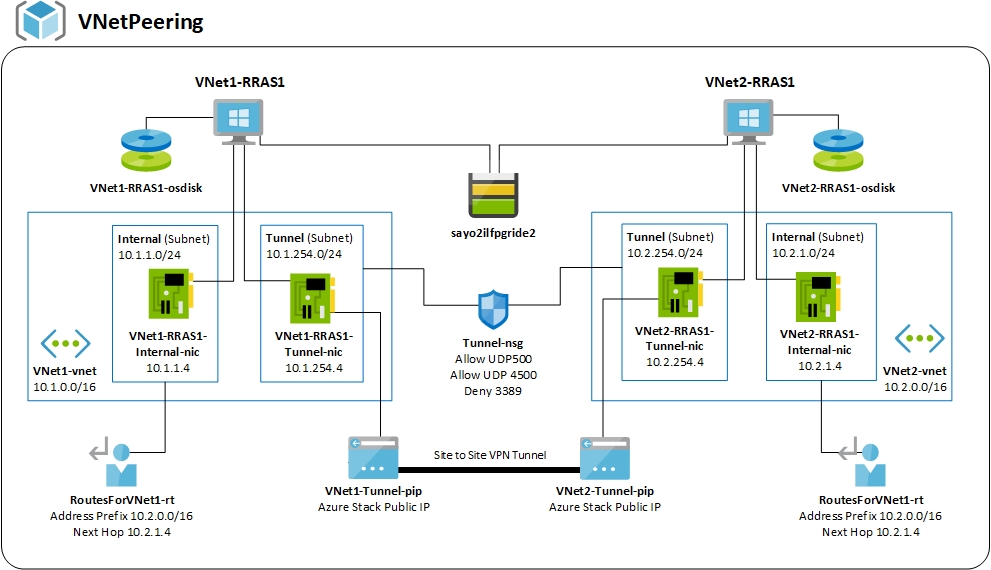 VNetPeering
VNet1-RRAS1
VNet2-RRAS1
VNet1-RRAS1-osdisk
VNet2-RRAS1-osdisk
sayo2ilfpgride2
Internal (Subnet)
10.1.1.0/24
VNet1-RRAS1-
Internal-nic
10.1.1.4
Tunnel (Subnet)
10.1.254.0/24
VNet1-RRAS1-
Tunnel-nic
10.1.254.4
VNet1-vnet
10.1.0.0/16
Tunnel-nsg
Allow UDP500
Allow UDP 4500
Deny 3389
Tunnel (Subnet)
10.2.254.0/24
VNet2-RRAS1-
Tunnel-nic
10.2.254.4
Internal (Subnet)
10.2.1.0/24
VNet2-RRAS1-
Internal-nic
10.2.1.4
VNet2-vnet
10.2.0.0/16
RoutesForVNet1-rt
Address Prefix 10.2.0.0/16
Next Hop 10.2.1.4
VNet1-Tunnel-pip
Azure Stack Public IP
Site to Site VPN Tunnel
VNet2-Tunnel-pip
Azure Stack Public IP
RoutesForVNet1-rt
Address Prefix 10.2.0.0/16
Next Hop 10.2.1.4